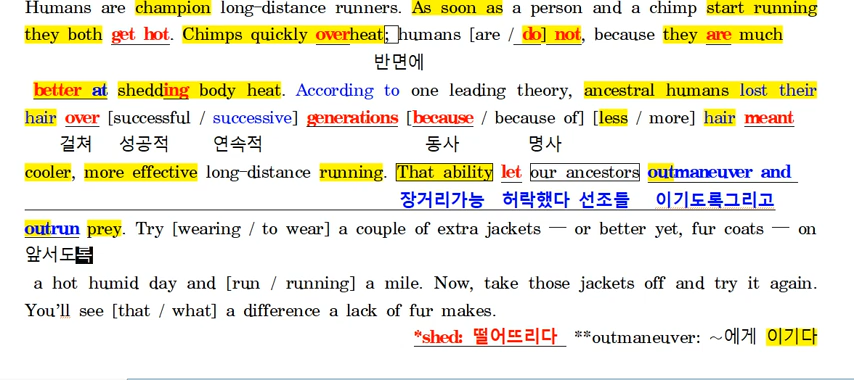 Humans are champion long-distance runners. As soon as a person and a chimp start running
they both get hot. Chimps quickly overheat; humans [are / do] not, because they are much
반면에
better at shedding body heat. According to one leading theory, ancestral humans lost their
hair over [successful / successive] generations [because / because of] [less / more] hair meant
걸쳐 성공적 연속적 동사 명사
cooler, more effective long-distance running. That ability let our ancestors outmaneuver and
장거리가능 허락했다 선조들 이기도록그리고
outrun prey. Try [wearing / to wear] a couple of extra jackets — or better yet, fur coats — on
앞서도록
a hot humid day and [run / running] a mile. Now, take those jackets off and try it again.
You'll see [that / what] a difference a lack of fur makes.
*shed: 떨어뜨리다 **outmaneuver: ~에게 이기다